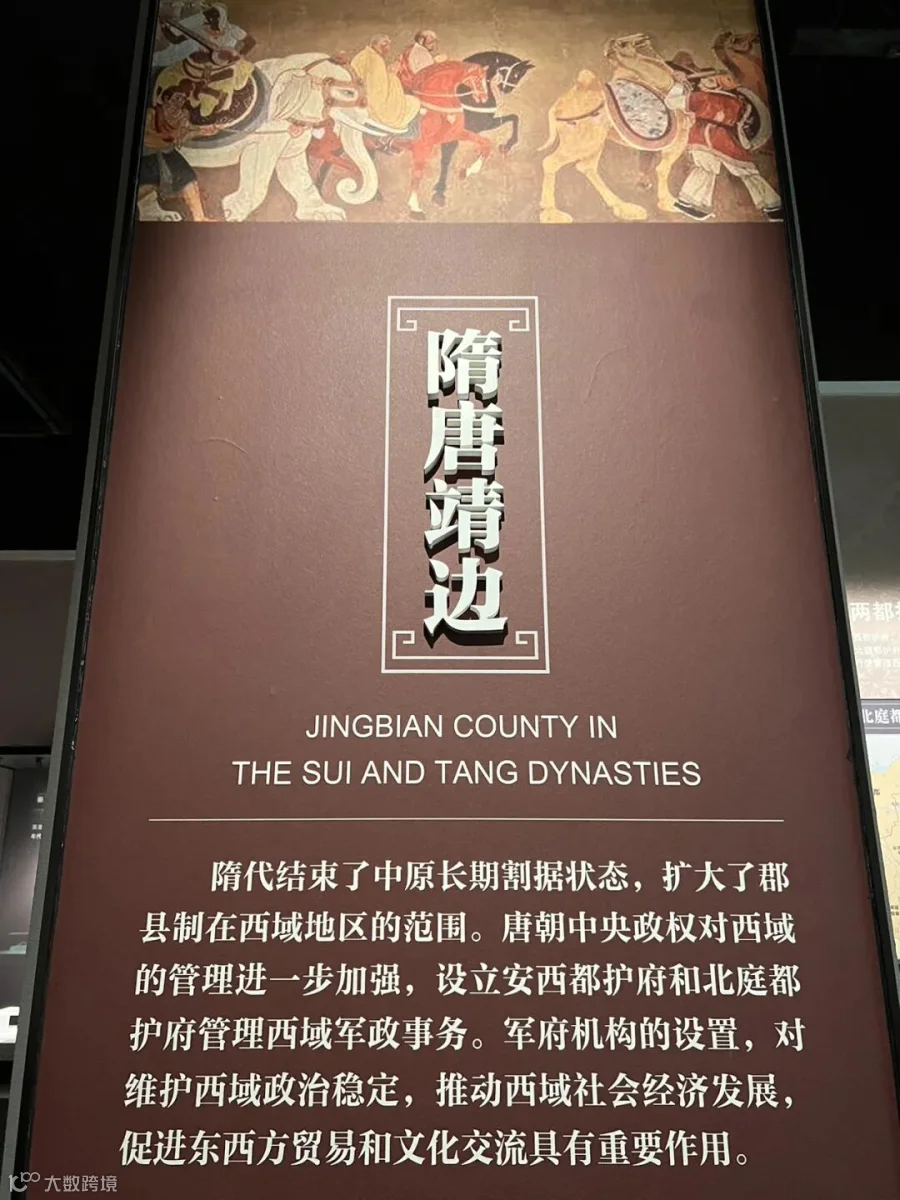 隋唐靖边
JINGBIAN COUNTY IN
THE SUI AND TANG DYNASTIES
隋代结束了中原长期割据状态，扩大了郡
县制在西域地区的范围。唐朝中央政权对西域
的管理进一步加强，设立安西都护府和北庭都
护府管理西域军政事务。军府机构的设置，对
维护西域政治稳定，推动西域社会经济发展，
促进东西方贸易和文化交流具有重要作用。
两都
北庭都
大数跨境